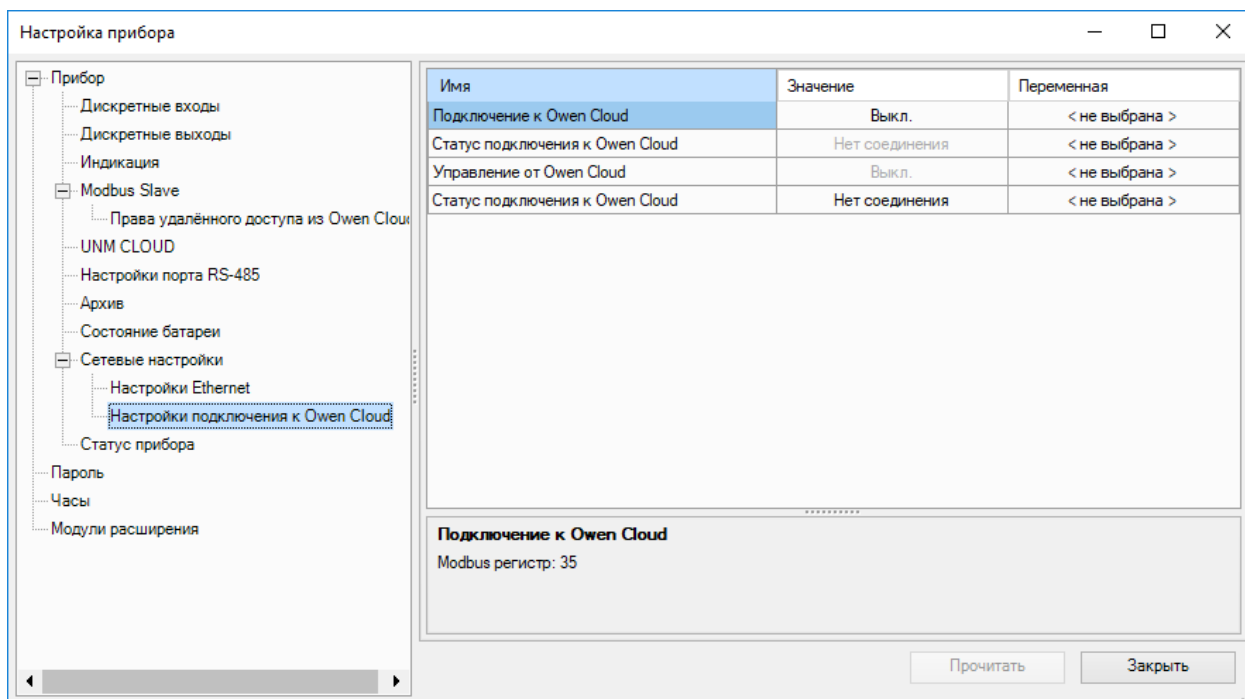 Настройка прибора
Прибор
Дискретные входы
Дискретные выходы
Индикация
Modbus Slave
Права удалённого доступа из Owen Cloud
UNM CLOUD
Настройки порта RS-485
Архив
Состояние батареи
Сетевые настройки
Настройки Ethernet
Настройки подключения к Owen Cloud
Статус прибора
Пароль
Часы
Модули расширения
Имя Значение Переменная
Подключение к Owen Cloud Выкл. < не выбрана >
Статус подключения к Owen Cloud Нет соединения < не выбрана >
Управление от Owen Cloud Выкл. < не выбрана >
Статус подключения к Owen Cloud Нет соединения < не выбрана >
Подключение к Owen Cloud
Modbus регистр: 35
Прочитать Закрыть